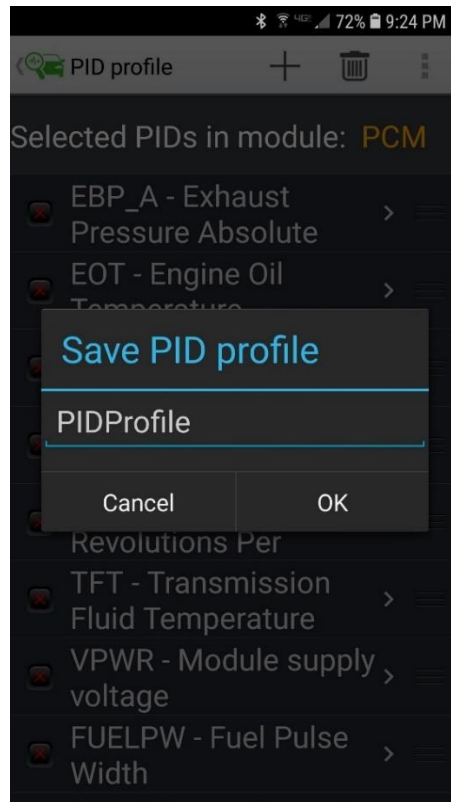 4GE 72% 9:24 PM
PID profile
Selected PIDs in module: PCM
EBP_A - Exhaust
Pressure Absolute
EOT - Engine Oil
Temperature
Save PID profile
PIDProfile
Cancel OK
Revolutions Per
TFT - Transmission
Fluid Temperature
VPWR - Module supply
voltage
FUELPW - Fuel Pulse
Width